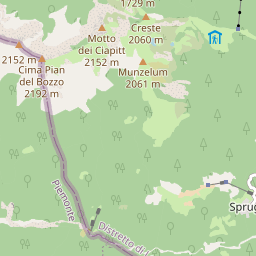 1729 m
Creste
2060 m
Motto
dei Ciapitt
2152 m
2152 m
Cima Pian
del Bozzo
2192 m
Munzelum
2061 m
Piemonte
Distretto di
Sprug